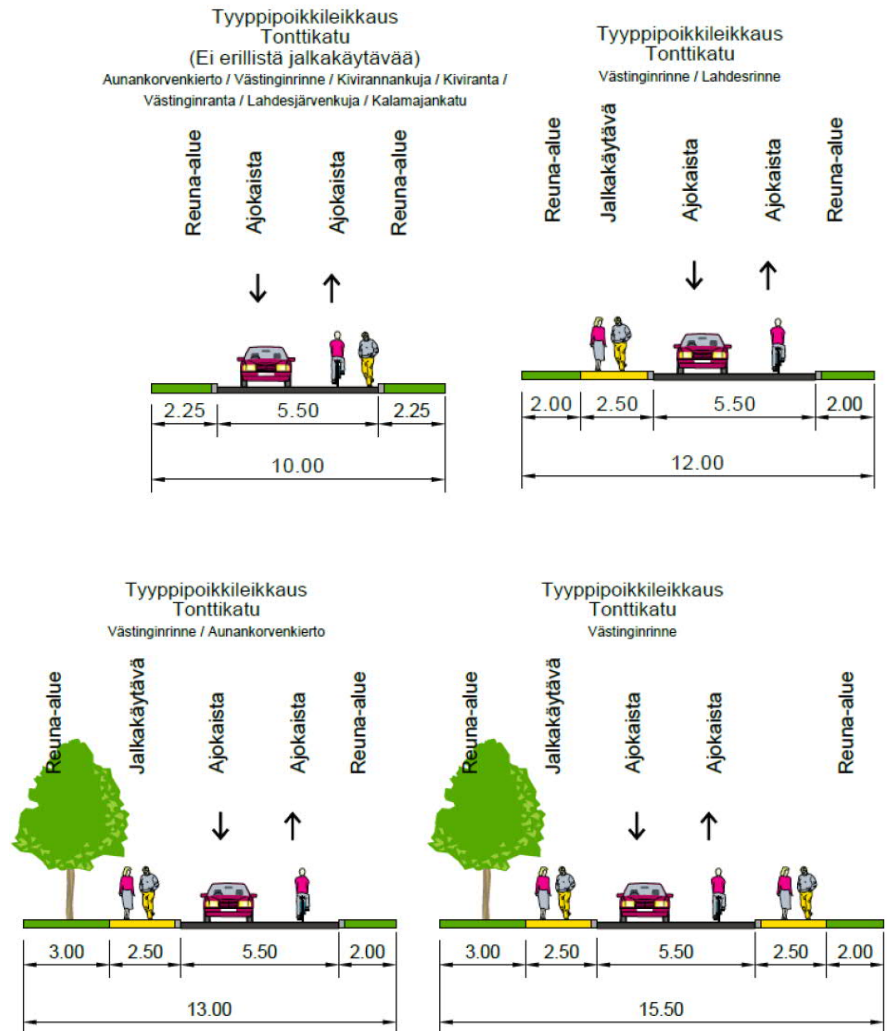 Tyyppipoikkileikkaus
Tonttikatu
(Ei erillistä jalkakäytävää)
Aunankorvenkierto / Västinginrinne / Kivirannankuja / Kiviranta /
Västinginranta / Lahdesjärvenkuja / Kalamajankatu
Reuna-alue
Ajokaista
Ajokaista
Reuna-alue
2.25
5.50
2.25
10.00
Tyyppipoikkileikkaus
Tonttikatu
Västinginrinne / Lahdesrinne
Reuna-alue
Jalkakäytävä
Ajokaista
Ajokaista
Reuna-alue
2.00
2.50
5.50
2.00
12.00
Tyyppipoikkileikkaus
Tonttikatu
Västinginrinne / Aunankorvenkierto
Reuna-alue
Jalkakäytävä
Ajokaista
Ajokaista
Reuna-alue
3.00
2.50
5.50
2.00
13.00
Tyyppipoikkileikkaus
Tonttikatu
Västinginrinne
Reuna-alue
Jalkakäytävä
Ajokaista
Ajokaista
Reuna-alue
3.00
2.50
5.50
2.50
2.00
15.50